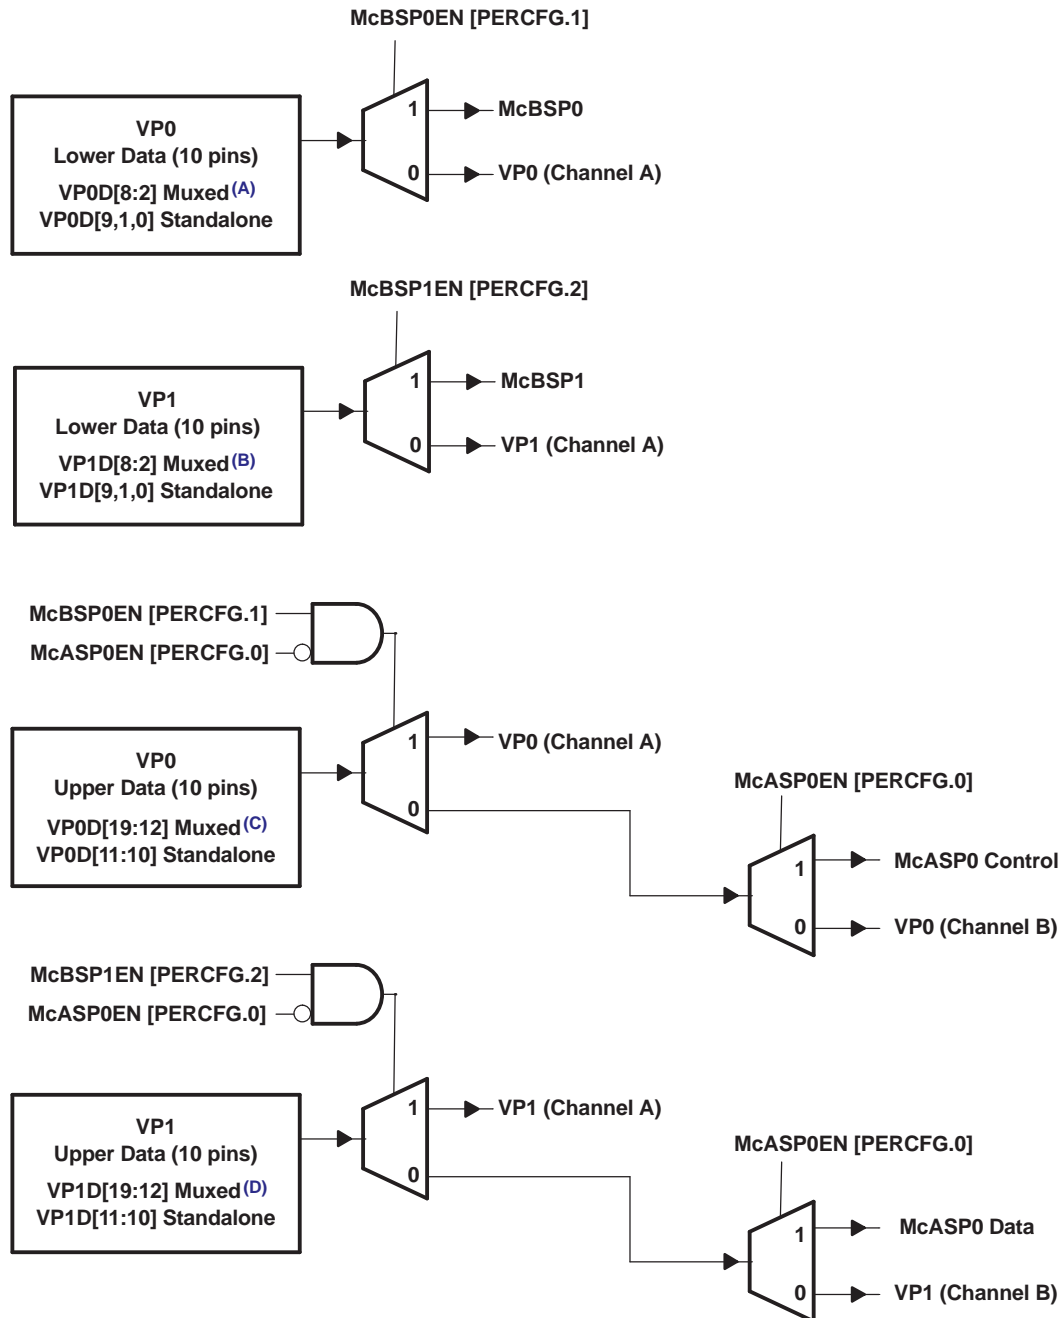 McBSP0EN [PERCFG.1]
VP0
Lower Data (10 pins)
VP0D[8:2] Muxed (A)
VP0D[9,1,0] Standalone
1
McBSP0
0
VP0 (Channel A)
McBSP1EN [PERCFG.2]
VP1
Lower Data (10 pins)
VP1D[8:2] Muxed (B)
VP1D[9,1,0] Standalone
1
McBSP1
0
VP1 (Channel A)
McBSP0EN [PERCFG.1]
McASP0EN [PERCFG.0]
VP0
Upper Data (10 pins)
VP0D[19:12] Muxed (C)
VP0D[11:10] Standalone
1
VP0 (Channel A)
0
McASP0EN [PERCFG.0]
1
McASP0 Control
0
VP0 (Channel B)
McBSP1EN [PERCFG.2]
McASP0EN [PERCFG.0]
VP1
Upper Data (10 pins)
VP1D[19:12] Muxed (D)
VP1D[11:10] Standalone
1
VP1 (Channel A)
0
McASP0EN [PERCFG.0]
1
McASP0 Data
0
VP1 (Channel B)